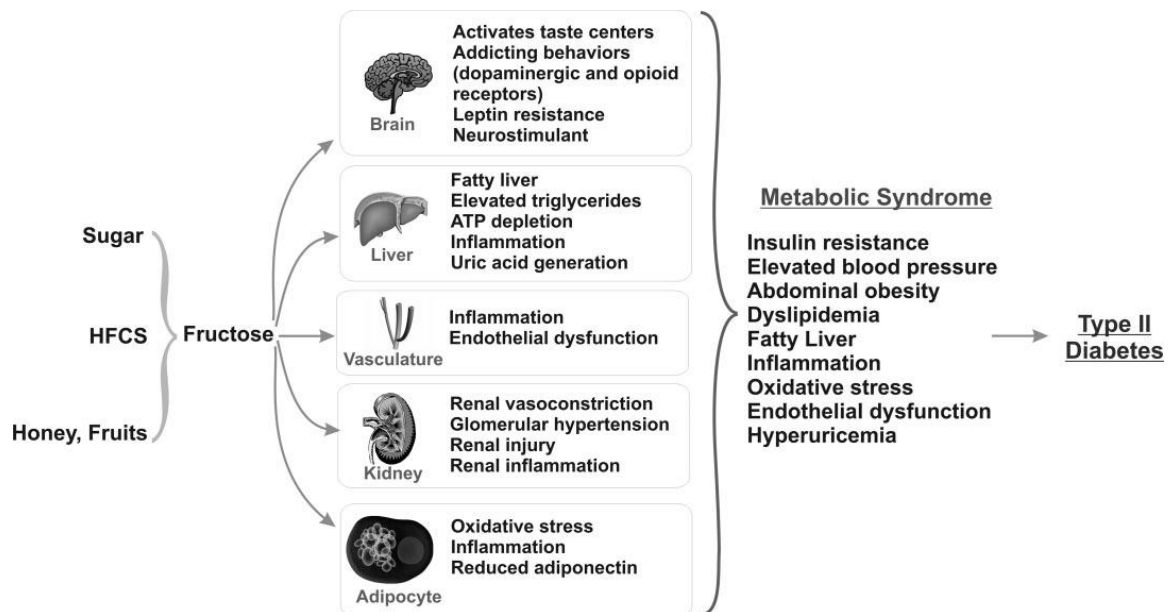 Sugar
HFCS
Honey, Fruits
Fructose
Activates taste centers
Addicting behaviors
(dopaminergic and opioid
receptors)
Leptin resistance
Neurostimulant
Brain
Fatty liver
Elevated triglycerides
ATP depletion
Inflammation
Uric acid generation
Liver
Inflammation
Endothelial dysfunction
Vasculature
Renal vasoconstriction
Glomerular hypertension
Renal injury
Renal inflammation
Kidney
Oxidative stress
Inflammation
Reduced adiponectin
Adipocyte
Metabolic Syndrome
Insulin resistance
Elevated blood pressure
Abdominal obesity
Dyslipidemia
Fatty Liver
Inflammation
Oxidative stress
Endothelial dysfunction
Hyperuricemia
Type II
Diabetes